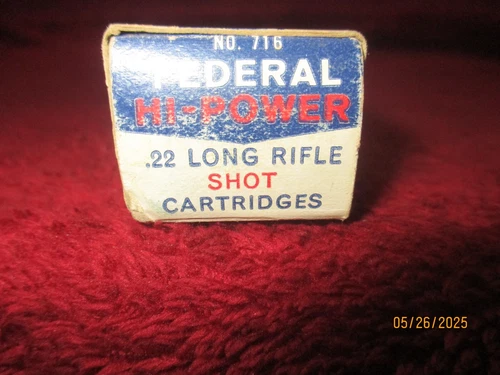 NO. 716
FEDERAL
HI-POWER
.22 LONG RIFLE
SHOT
CARTRIDGES
05/26/2025